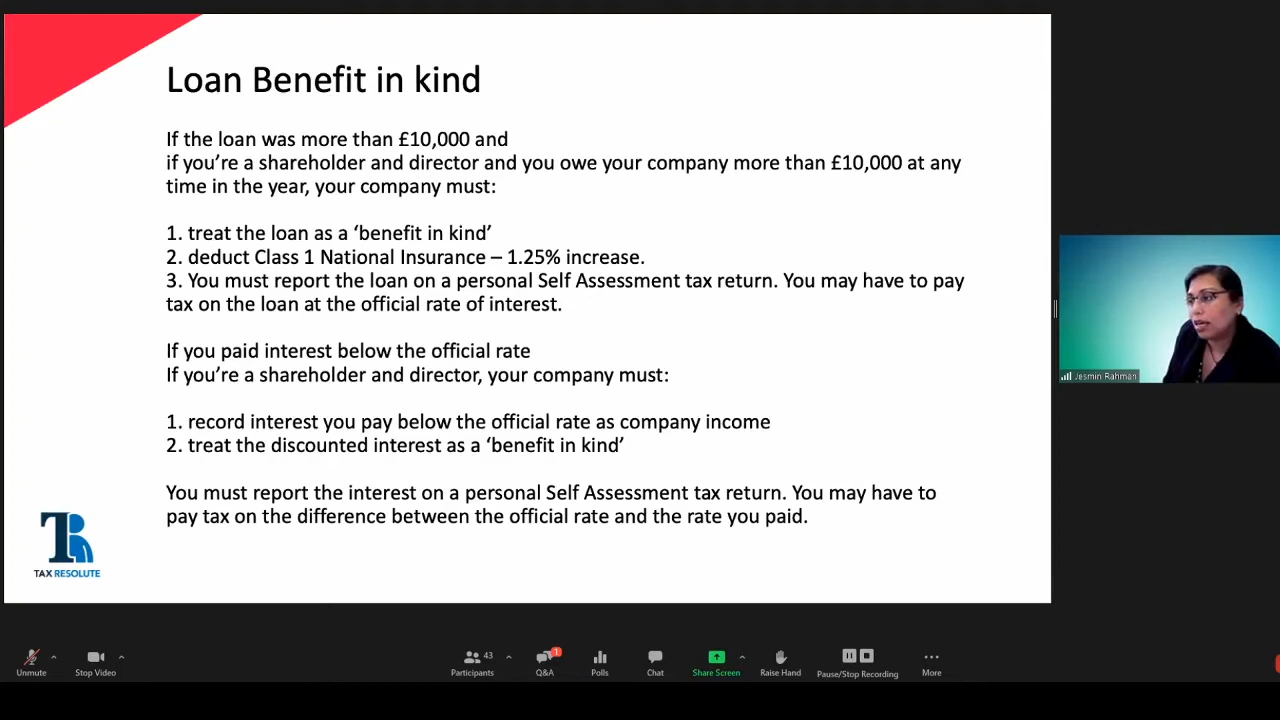 Loan Benefit in kind
If the loan was more than £10,000 and
if you’re a shareholder and director and you owe your company more than £10,000 at any
time in the year, your company must:
1. treat the loan as a ‘benefit in kind’
2. deduct Class 1 National Insurance – 1.25% increase.
3. You must report the loan on a personal Self Assessment tax return. You may have to pay
tax on the loan at the official rate of interest.
If you paid interest below the official rate
If you’re a shareholder and director, your company must:
1. record interest you pay below the official rate as company income
2. treat the discounted interest as a ‘benefit in kind’
You must report the interest on a personal Self Assessment tax return. You may have to
pay tax on the difference between the official rate and the rate you paid.
TR
TAX RESOLUTE
Jesmin Rahman
Unmute
Stop Video
43
Participants
1
Q&A
Polls
Chat
Share Screen
Raise Hand
Pause/Stop Recording
More